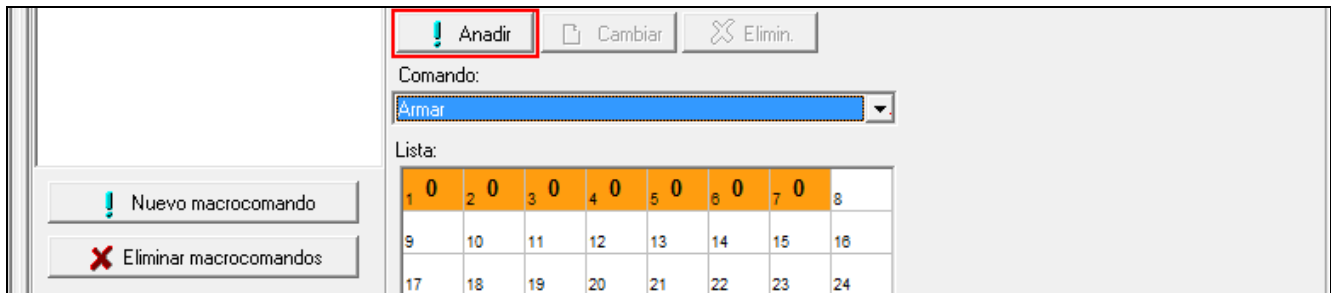 Anadir Cambiar Elimin.
Comando:
Armar
Lista:
1 0 2 0 3 0 4 0 5 0 6 0 7 0 8
Nuevo macrocomando
9 10 11 12 13 14 15 16
Eliminar macrocomandos
17 18 19 20 21 22 23 24